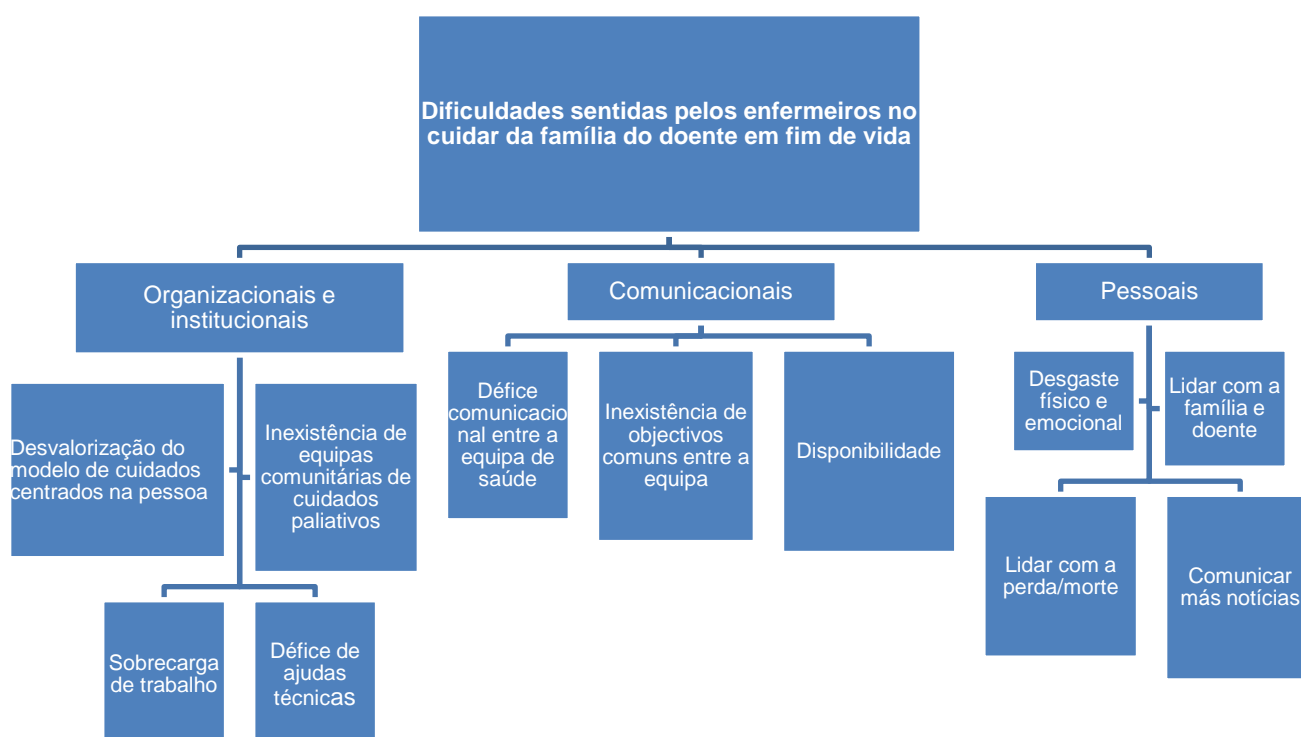 Dificuldades sentidas pelos enfermeiros no
cuidar da família do doente em fim de vida
Organizacionais e
institucionais
Comunicacionais
Pessoais
Desvalorização do
modelo de cuidados
centrados na pessoa
Inexistência de
equipas
comunitárias de
cuidados
paliativos
Sobrecarga
de trabalho
Défice de
ajudas
técnicas
Défice
comunicacio
nal entre a
equipa de
saúde
Inexistência de
objectivos
comuns entre a
equipa
Disponibilidade
Desgaste
físico e
emocional
Lidar com a
família e
doente
Lidar com a
perda/morte
Comunicar
más notícias